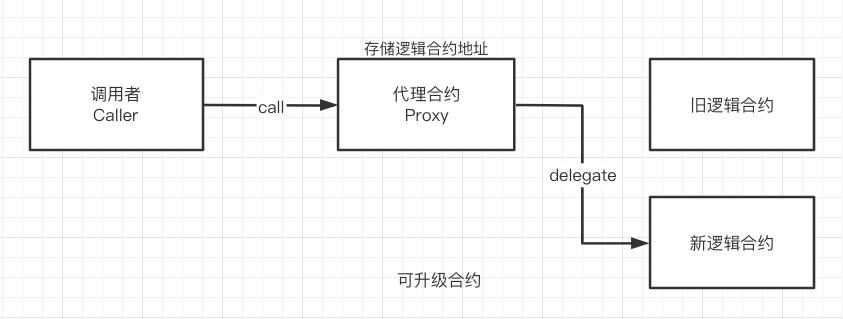 存储逻辑合约地址
调用者
Caller
call
代理合约
Proxy
旧逻辑合约
delegate
新逻辑合约
可升级合约